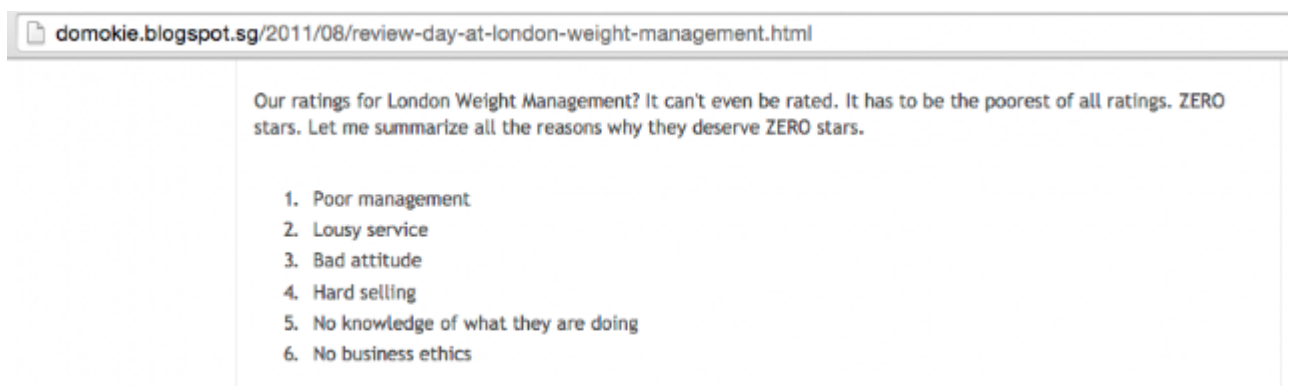 domokie.blogspot.sg/2011/08/review-day-at-london-weight-management.html
Our ratings for London Weight Management? It can't even be rated. It has to be the poorest of all ratings. ZERO
stars. Let me summarize all the reasons why they deserve ZERO stars.
1. Poor management
2. Lousy service
3. Bad attitude
4. Hard selling
5. No knowledge of what they are doing
6. No business ethics